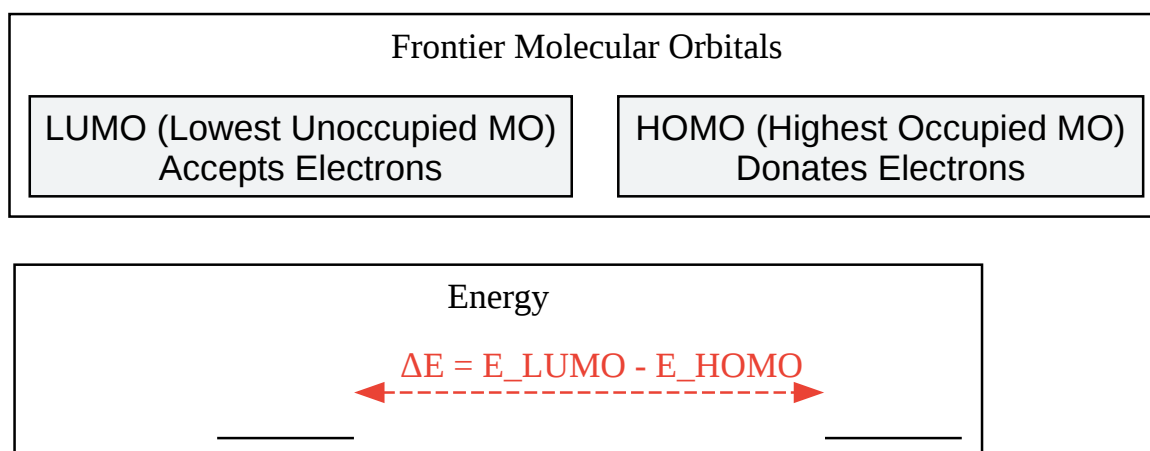 Frontier Molecular Orbitals
LUMO (Lowest Unoccupied MO)
Accepts Electrons
HOMO (Highest Occupied MO)
Donates Electrons
Energy
ΔE = E_LUMO - E_HOMO